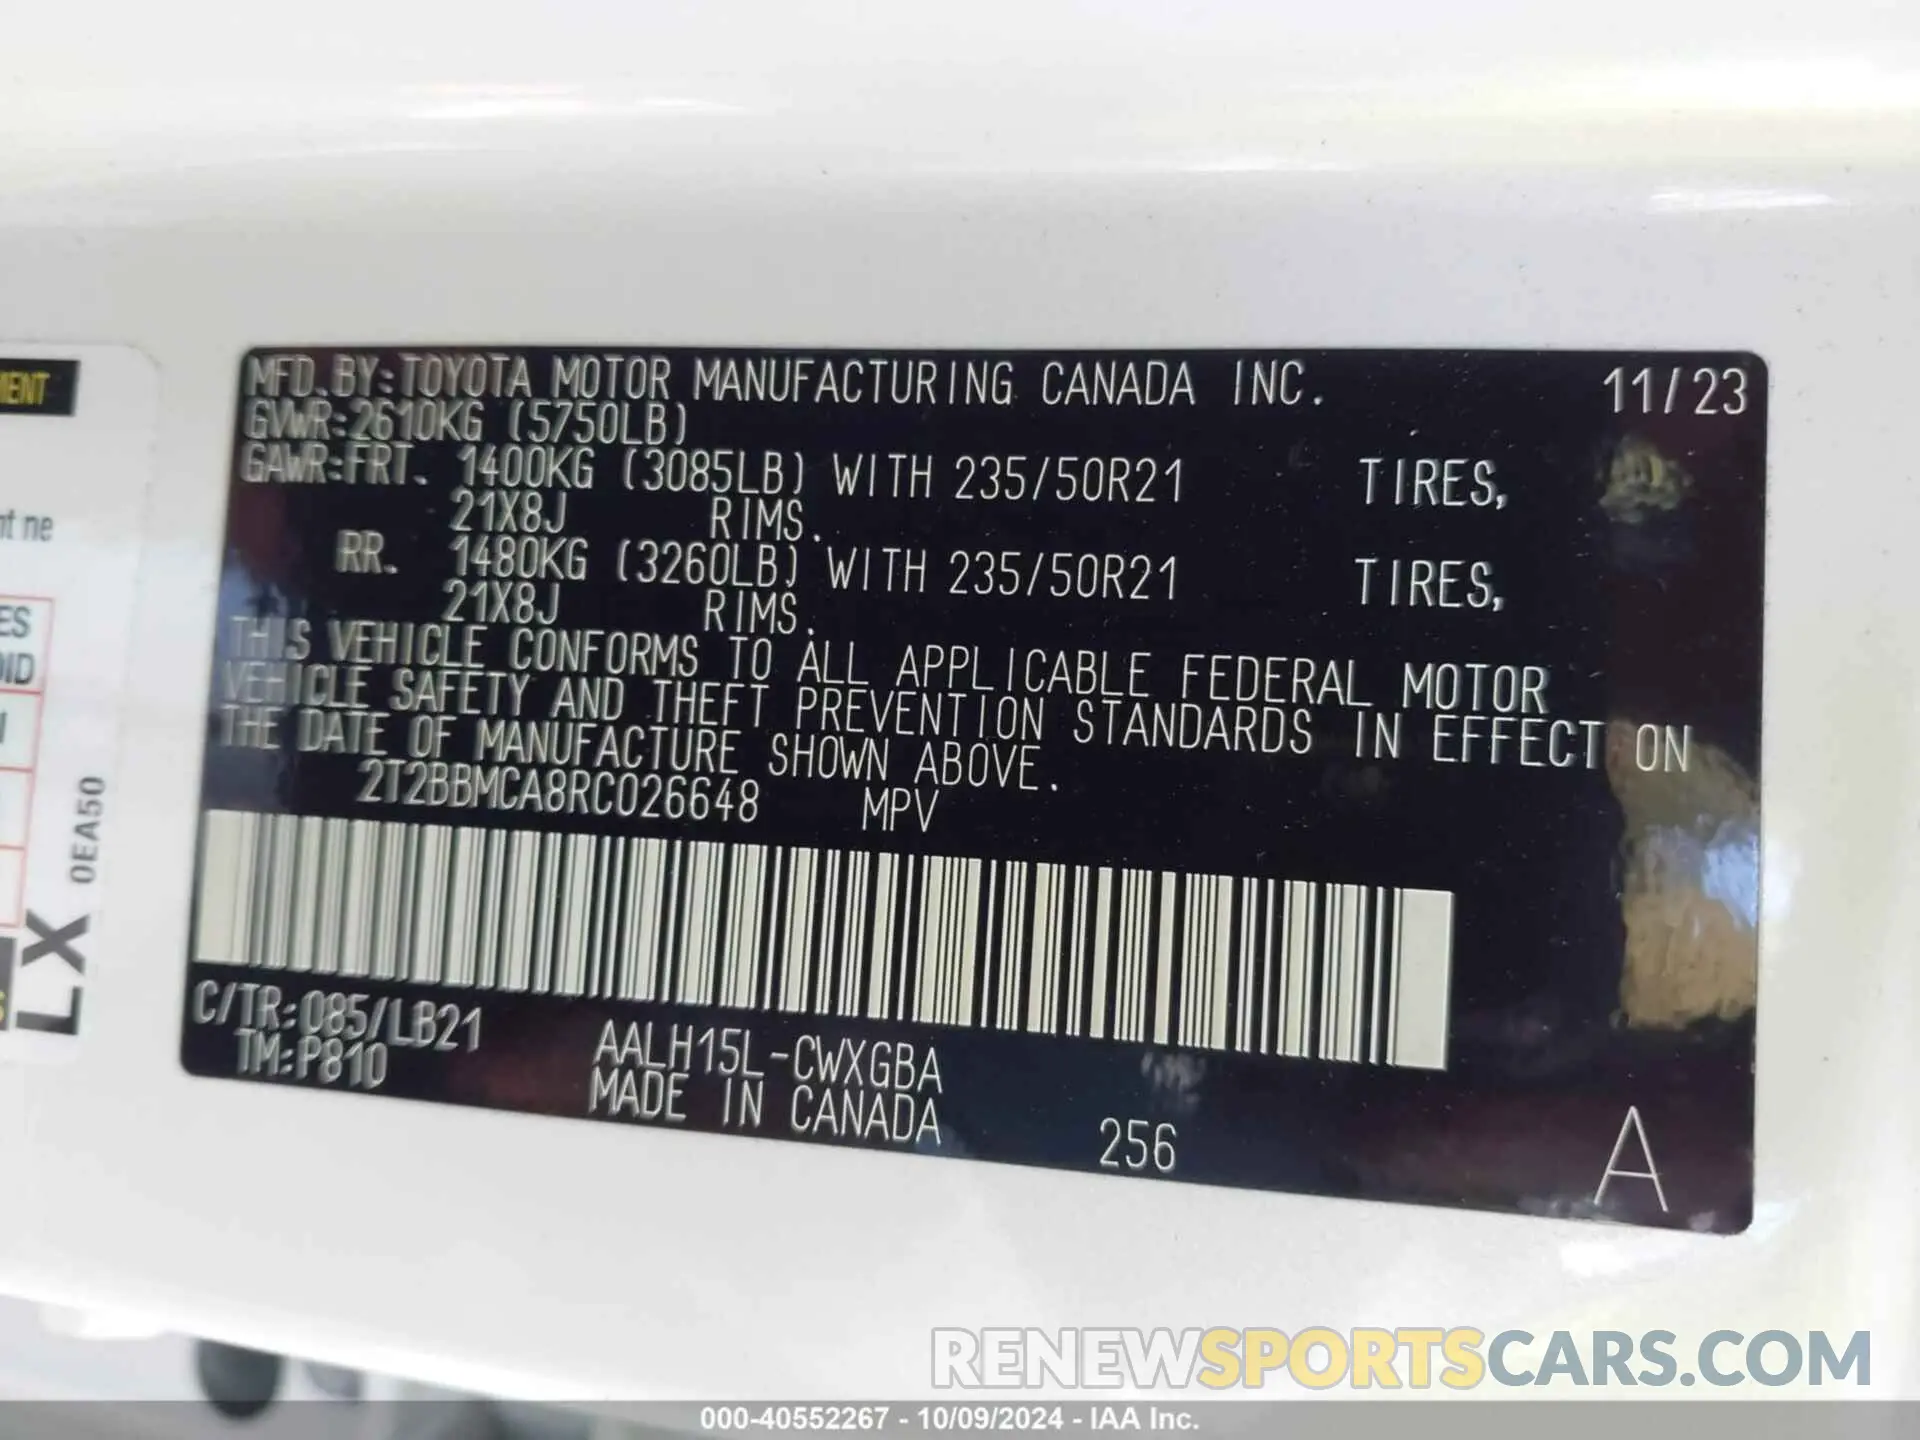 MFD.BY:TOYOTA MOTOR MANUFACTURING CANADA INC. 11/23
GVWR:2610KG (5750LB)
GAWR:FRT. 1400KG (3085LB) WITH 235/50R21 TIRES,
21X8J RIMS.
RR. 1480KG (3260LB) WITH 235/50R21 TIRES,
21X8J RIMS.
THIS VEHICLE CONFORMS TO ALL APPLICABLE FEDERAL MOTOR
VEHICLE SAFETY AND THEFT PREVENTION STANDARDS IN EFFECT ON
THE DATE OF MANUFACTURE SHOWN ABOVE.
2T2BBMCA8RC026648 MPV
C/TR:085/LB21 AALH15L-CWXGBA
TM:P810 MADE IN CANADA 256 A
LX 0EA50
RENEWSPORTSCARS.COM
000-40552267 - 10/09/2024 - IAA Inc.